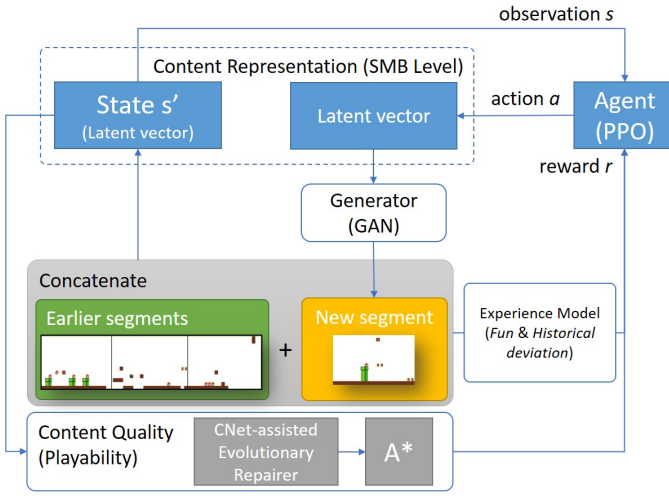 observation s
Content Representation (SMB Level)
State s’
(Latent vector)
Latent vector
action a
Agent
(PPO)
reward r
Generator
(GAN)
Concatenate
Earlier segments
+
New segment
Experience Model
(Fun & Historical
deviation)
Content Quality
(Playability)
CNet-assisted
Evolutionary
Repairer
A*